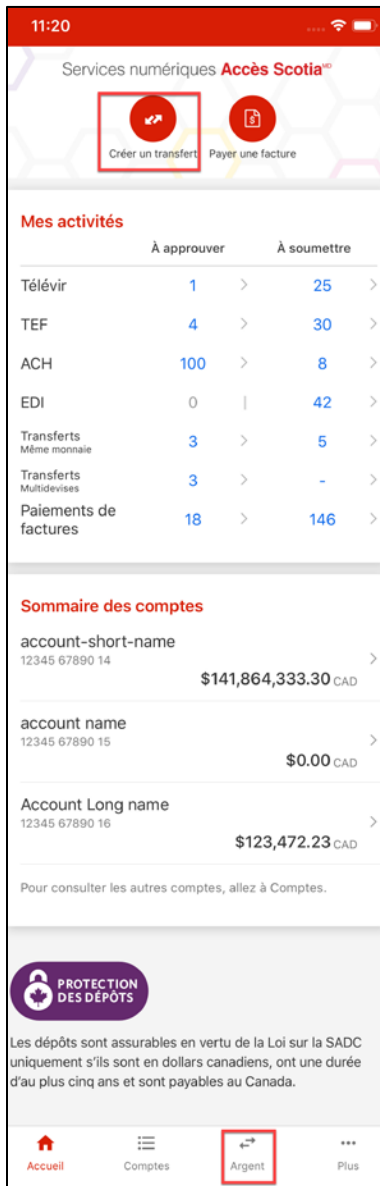 11:20
Services numériques Accès Scotia MD
Créer un transfert Payer une facture
Mes activités
À approuver À soumettre
Télévir 1 25
TEF 4 30
ACH 100 8
EDI 0 42
Transferts
Même monnaie 3 5
Transferts
Multidevises 3 -
Paiements de
factures 18 146
Sommaire des comptes
account-short-name
12345 67890 14
$141,864,333.30 CAD
account name
12345 67890 15
$0.00 CAD
Account Long name
12345 67890 16
$123,472.23 CAD
Pour consulter les autres comptes, allez à Comptes.
PROTECTION
DES DÉPÔTS
Les dépôts sont assurables en vertu de la Loi sur la SADC
uniquement s'ils sont en dollars canadiens, ont une durée
d'au plus cinq ans et sont payables au Canada.
Accueil Comptes Argent Plus